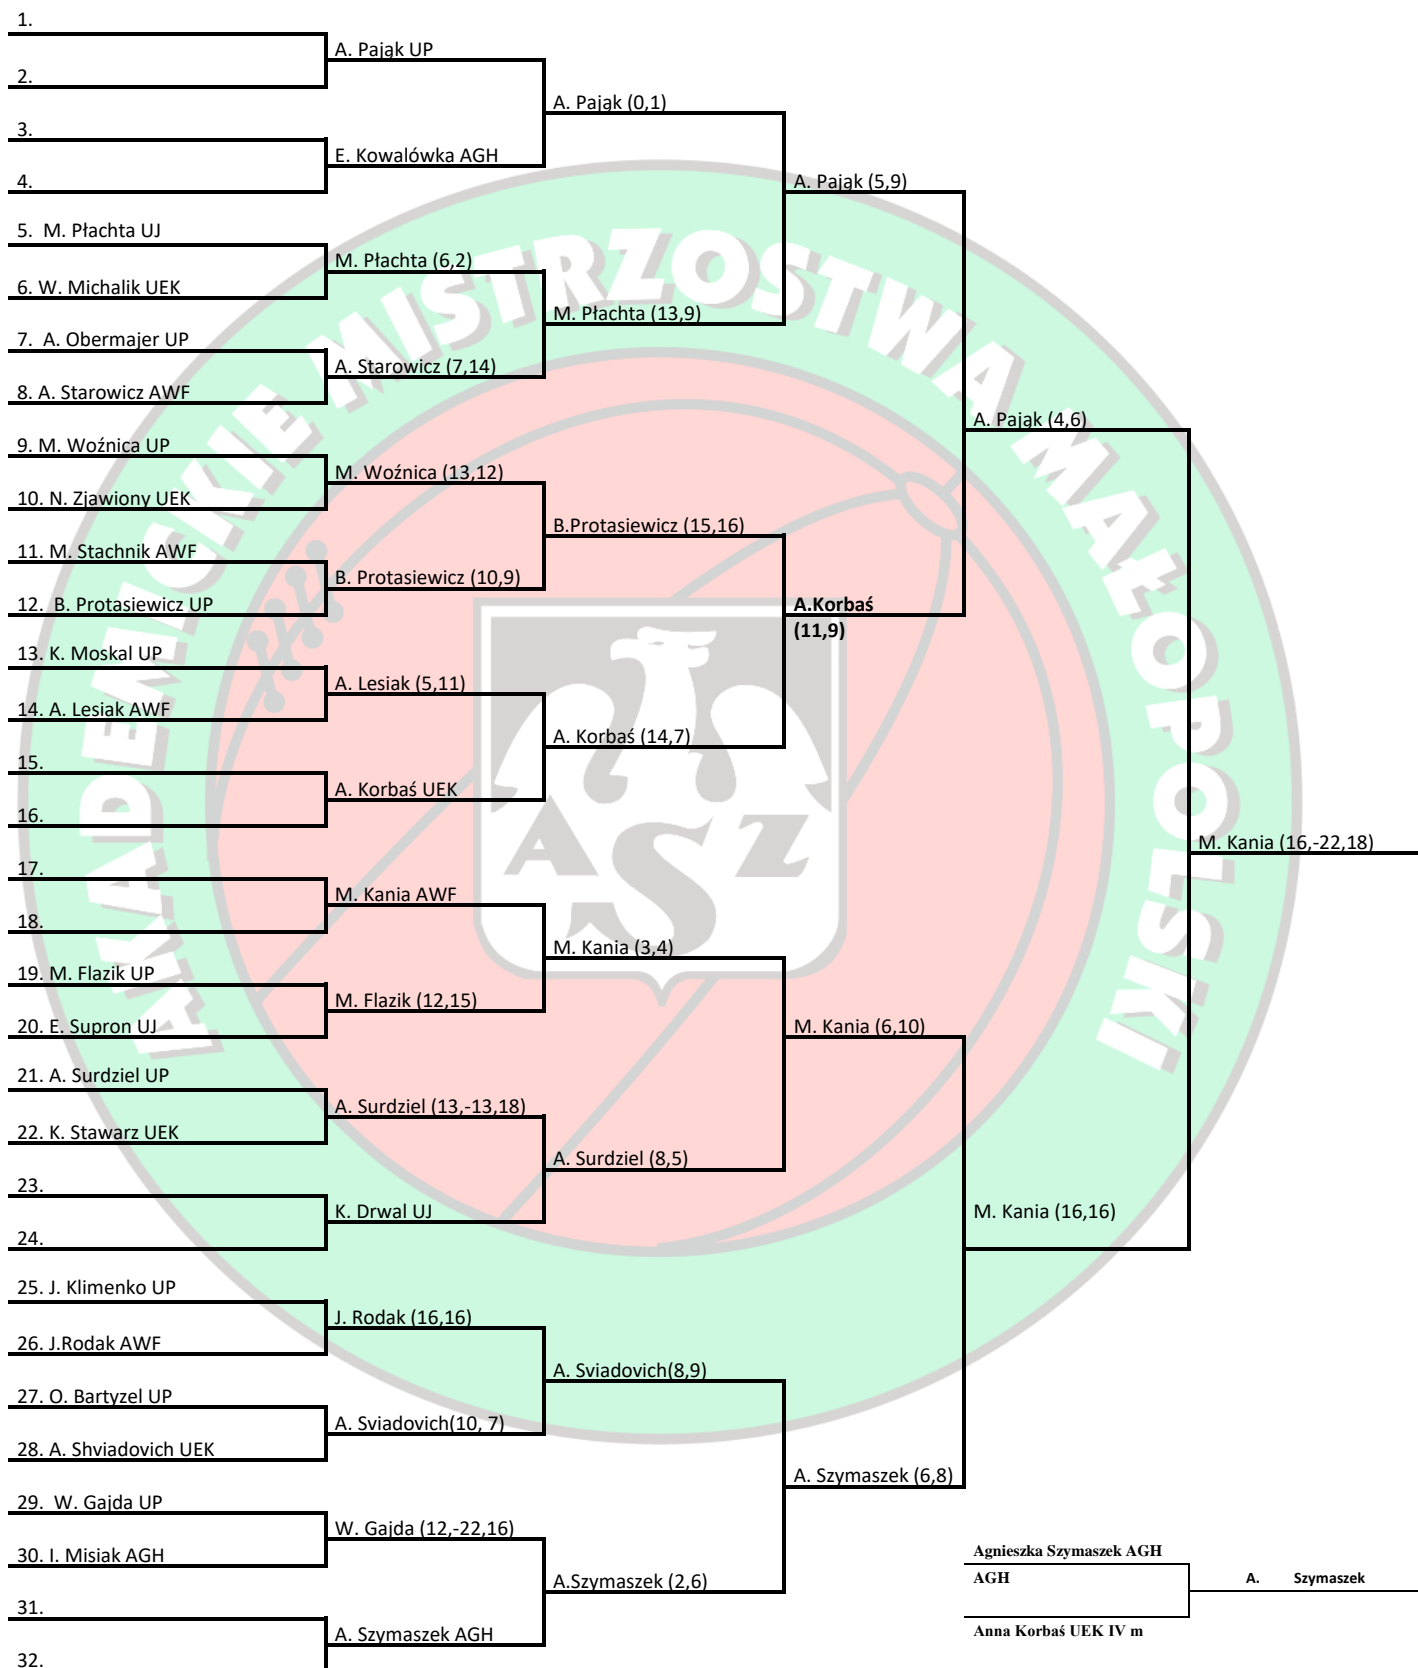 1.
A. Pająk UP
2.
A. Pająk (0,1)
3.
E. Kowalówka AGH
4.
A. Pająk (5,9)
5. M. Płachta UJ
M. Płachta (6,2)
6. W. Michalik UEK
M. Płachta (13,9)
7. A. Obermajer UP
A. Starowicz (7,14)
8. A. Starowicz AWF
A. Pająk (4,6)
9. M. Woźnica UP
M. Woźnica (13,12)
10. N. Zjawiony UEK
B.Protasiewicz (15,16)
11. M. Stachnik AWF
B. Protasiewicz (10,9)
12. B. Protasiewicz UP
A.Korbaś
(11,9)
13. K. Moskal UP
A. Lesiak (5,11)
14. A. Lesiak AWF
A. Korbaś (14,7)
15.
A. Korbaś UEK
16.
M. Kania (16,-22,18)
17.
M. Kania AWF
18.
M. Kania (3,4)
19. M. Flazik UP
M. Flazik (12,15)
20. E. Supron UJ
M. Kania (6,10)
21. A. Surdziel UP
A. Surdziel (13,-13,18)
22. K. Stawarz UEK
A. Surdziel (8,5)
23.
K. Drwal UJ
24.
M. Kania (16,16)
25. J. Klimenko UP
J. Rodak (16,16)
26. J.Rodak AWF
A. Sviadovich(8,9)
27. O. Bartyzel UP
A. Sviadovich(10, 7)
28. A. Shviadovich UEK
A. Szymaszek (6,8)
29. W. Gajda UP
W. Gajda (12,-22,16)
30. I. Misiak AGH
A.Szymaszek (2,6)
31.
A. Szymaszek AGH
32.
Agnieszka Szymaszek AGH
AGH
A. Szymaszek
Anna Korbaś UEK IV m
AKADEMICKIE MISTRZOSTWA MAŁOPOLSKI
AZS